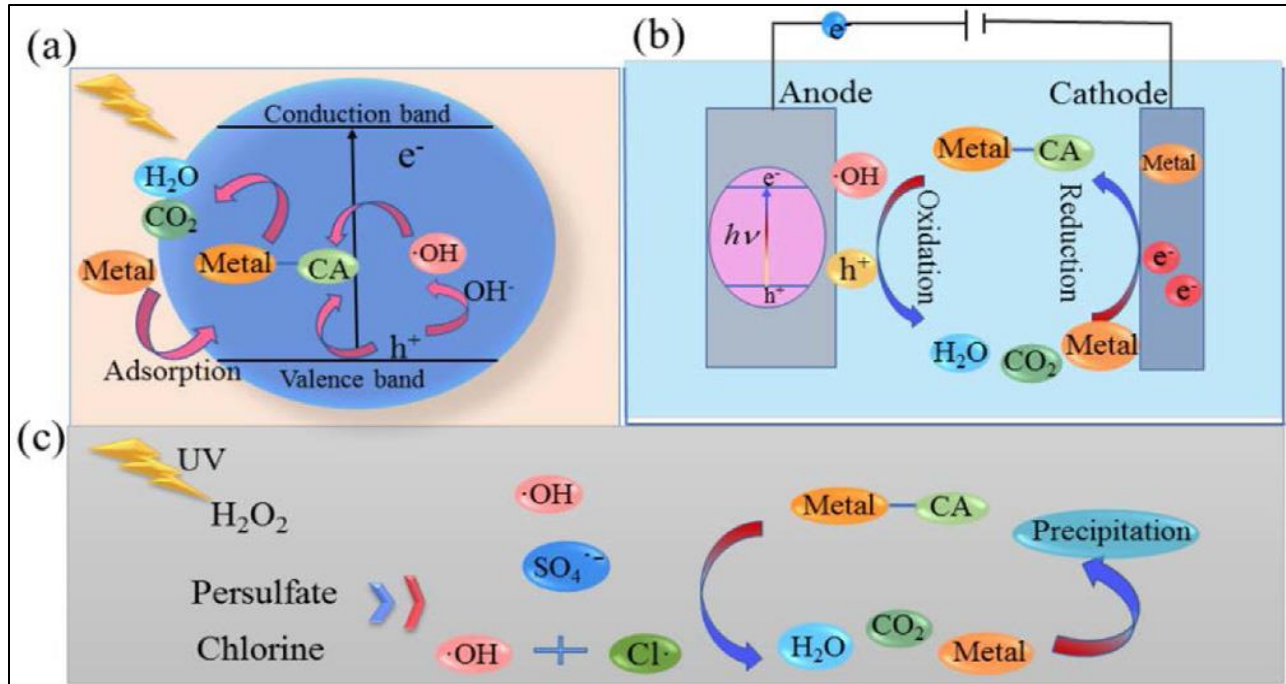 (a)
Conduction band
e⁻
H₂O
CO₂
Metal
Metal CA
·OH
OH⁻
h⁺
Adsorption
Valence band
(b)
e⁻
Anode
Cathode
Metal CA
Metal
·OH
e⁻
hν
h⁺
h⁺
Oxidation
Reduction
e⁻
e⁻
H₂O
CO₂
Metal
(c)
UV
H₂O₂
·OH
Metal CA
Precipitation
SO₄·⁻
Persulfate
Chlorine
·OH + Cl·
H₂O
CO₂
Metal